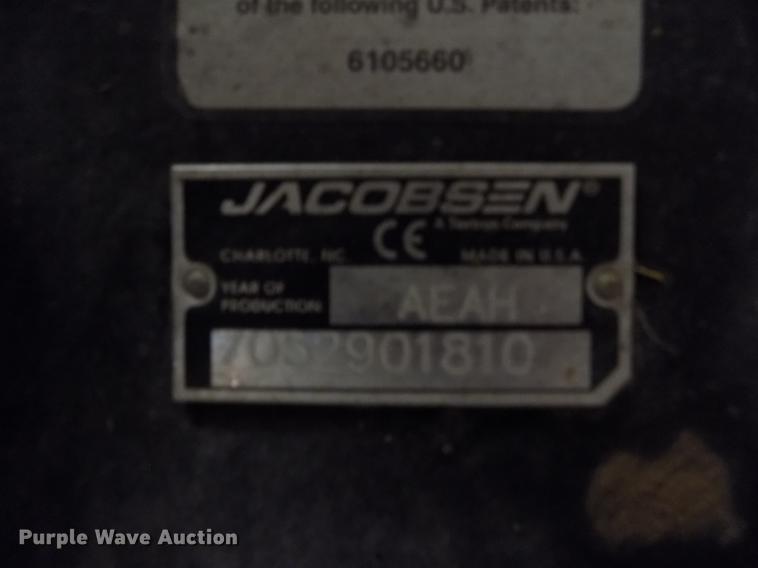 of the following U.S. Patents:
6105660
JACOBSEN®
A Textron Company
CHARLOTTE, NC
CE
MADE IN U.S.A.
YEAR OF
PRODUCTION
AEAH
7052901810
Purple Wave Auction